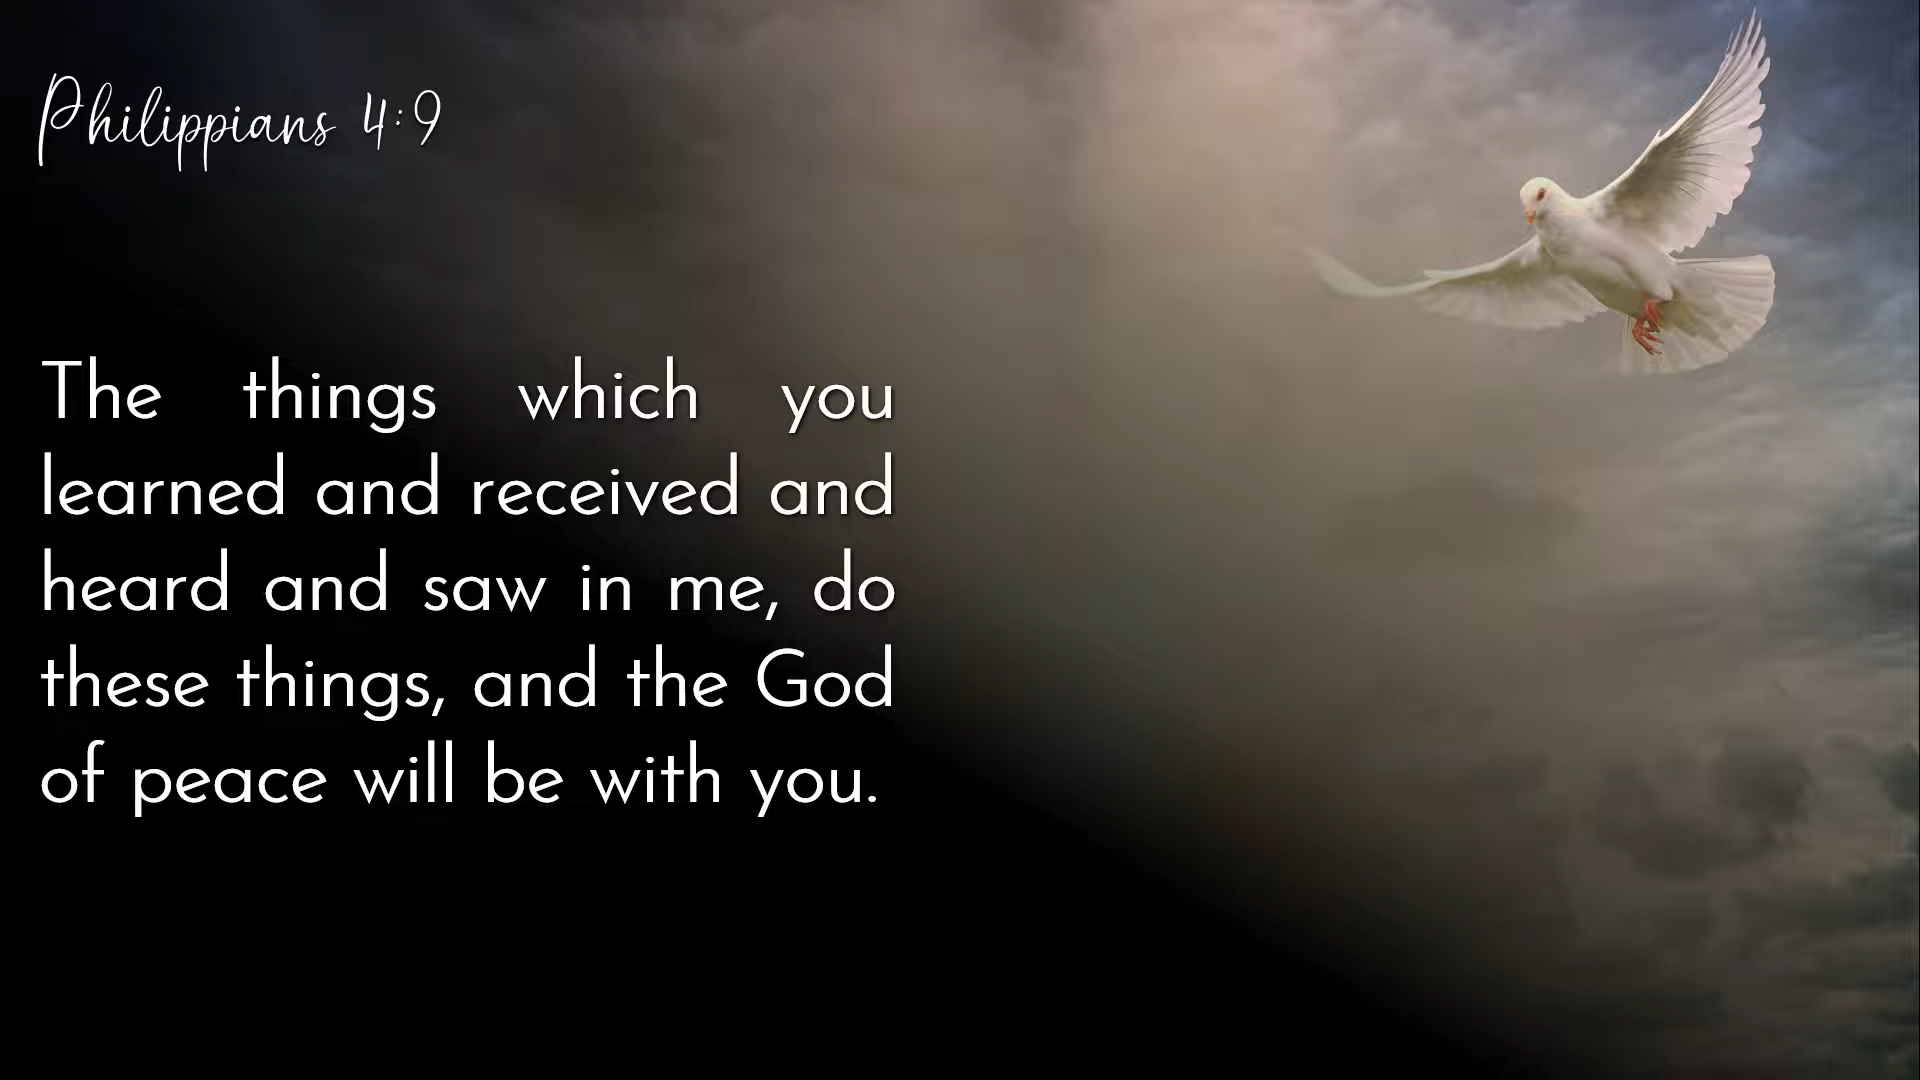 Philippians 4:9
The things which you
learned and received and
heard and saw in me, do
these things, and the God
of peace will be with you.